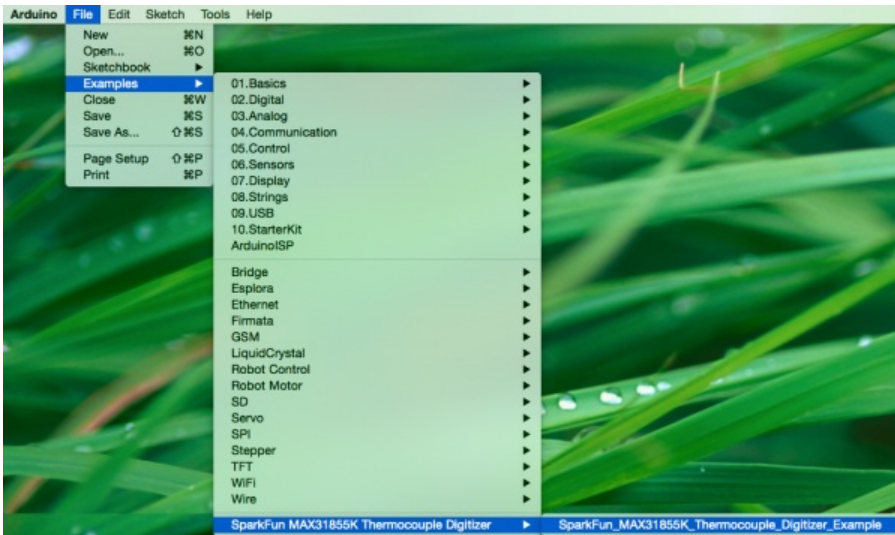 Arduino File Edit Sketch Tools Help
New ⌘N
Open... ⌘O
Sketchbook ▶
Examples ▶
Close ⌘W
Save ⌘S
Save As... ⇧⌘S
Page Setup ⇧⌘P
Print ⌘P
01.Basics ▶
02.Digital ▶
03.Analog ▶
04.Communication ▶
05.Control ▶
06.Sensors ▶
07.Display ▶
08.Strings ▶
09.USB ▶
10.StarterKit ▶
ArduinoISP
Bridge ▶
Esplora ▶
Ethernet ▶
Firmata ▶
GSM ▶
LiquidCrystal ▶
Robot Control ▶
Robot Motor ▶
SD ▶
Servo ▶
SPI ▶
Stepper ▶
TFT ▶
WiFi ▶
Wire ▶
SparkFun MAX31855K Thermocouple Digitizer ▶
SparkFun_MAX31855K_Thermocouple_Digitizer_Example